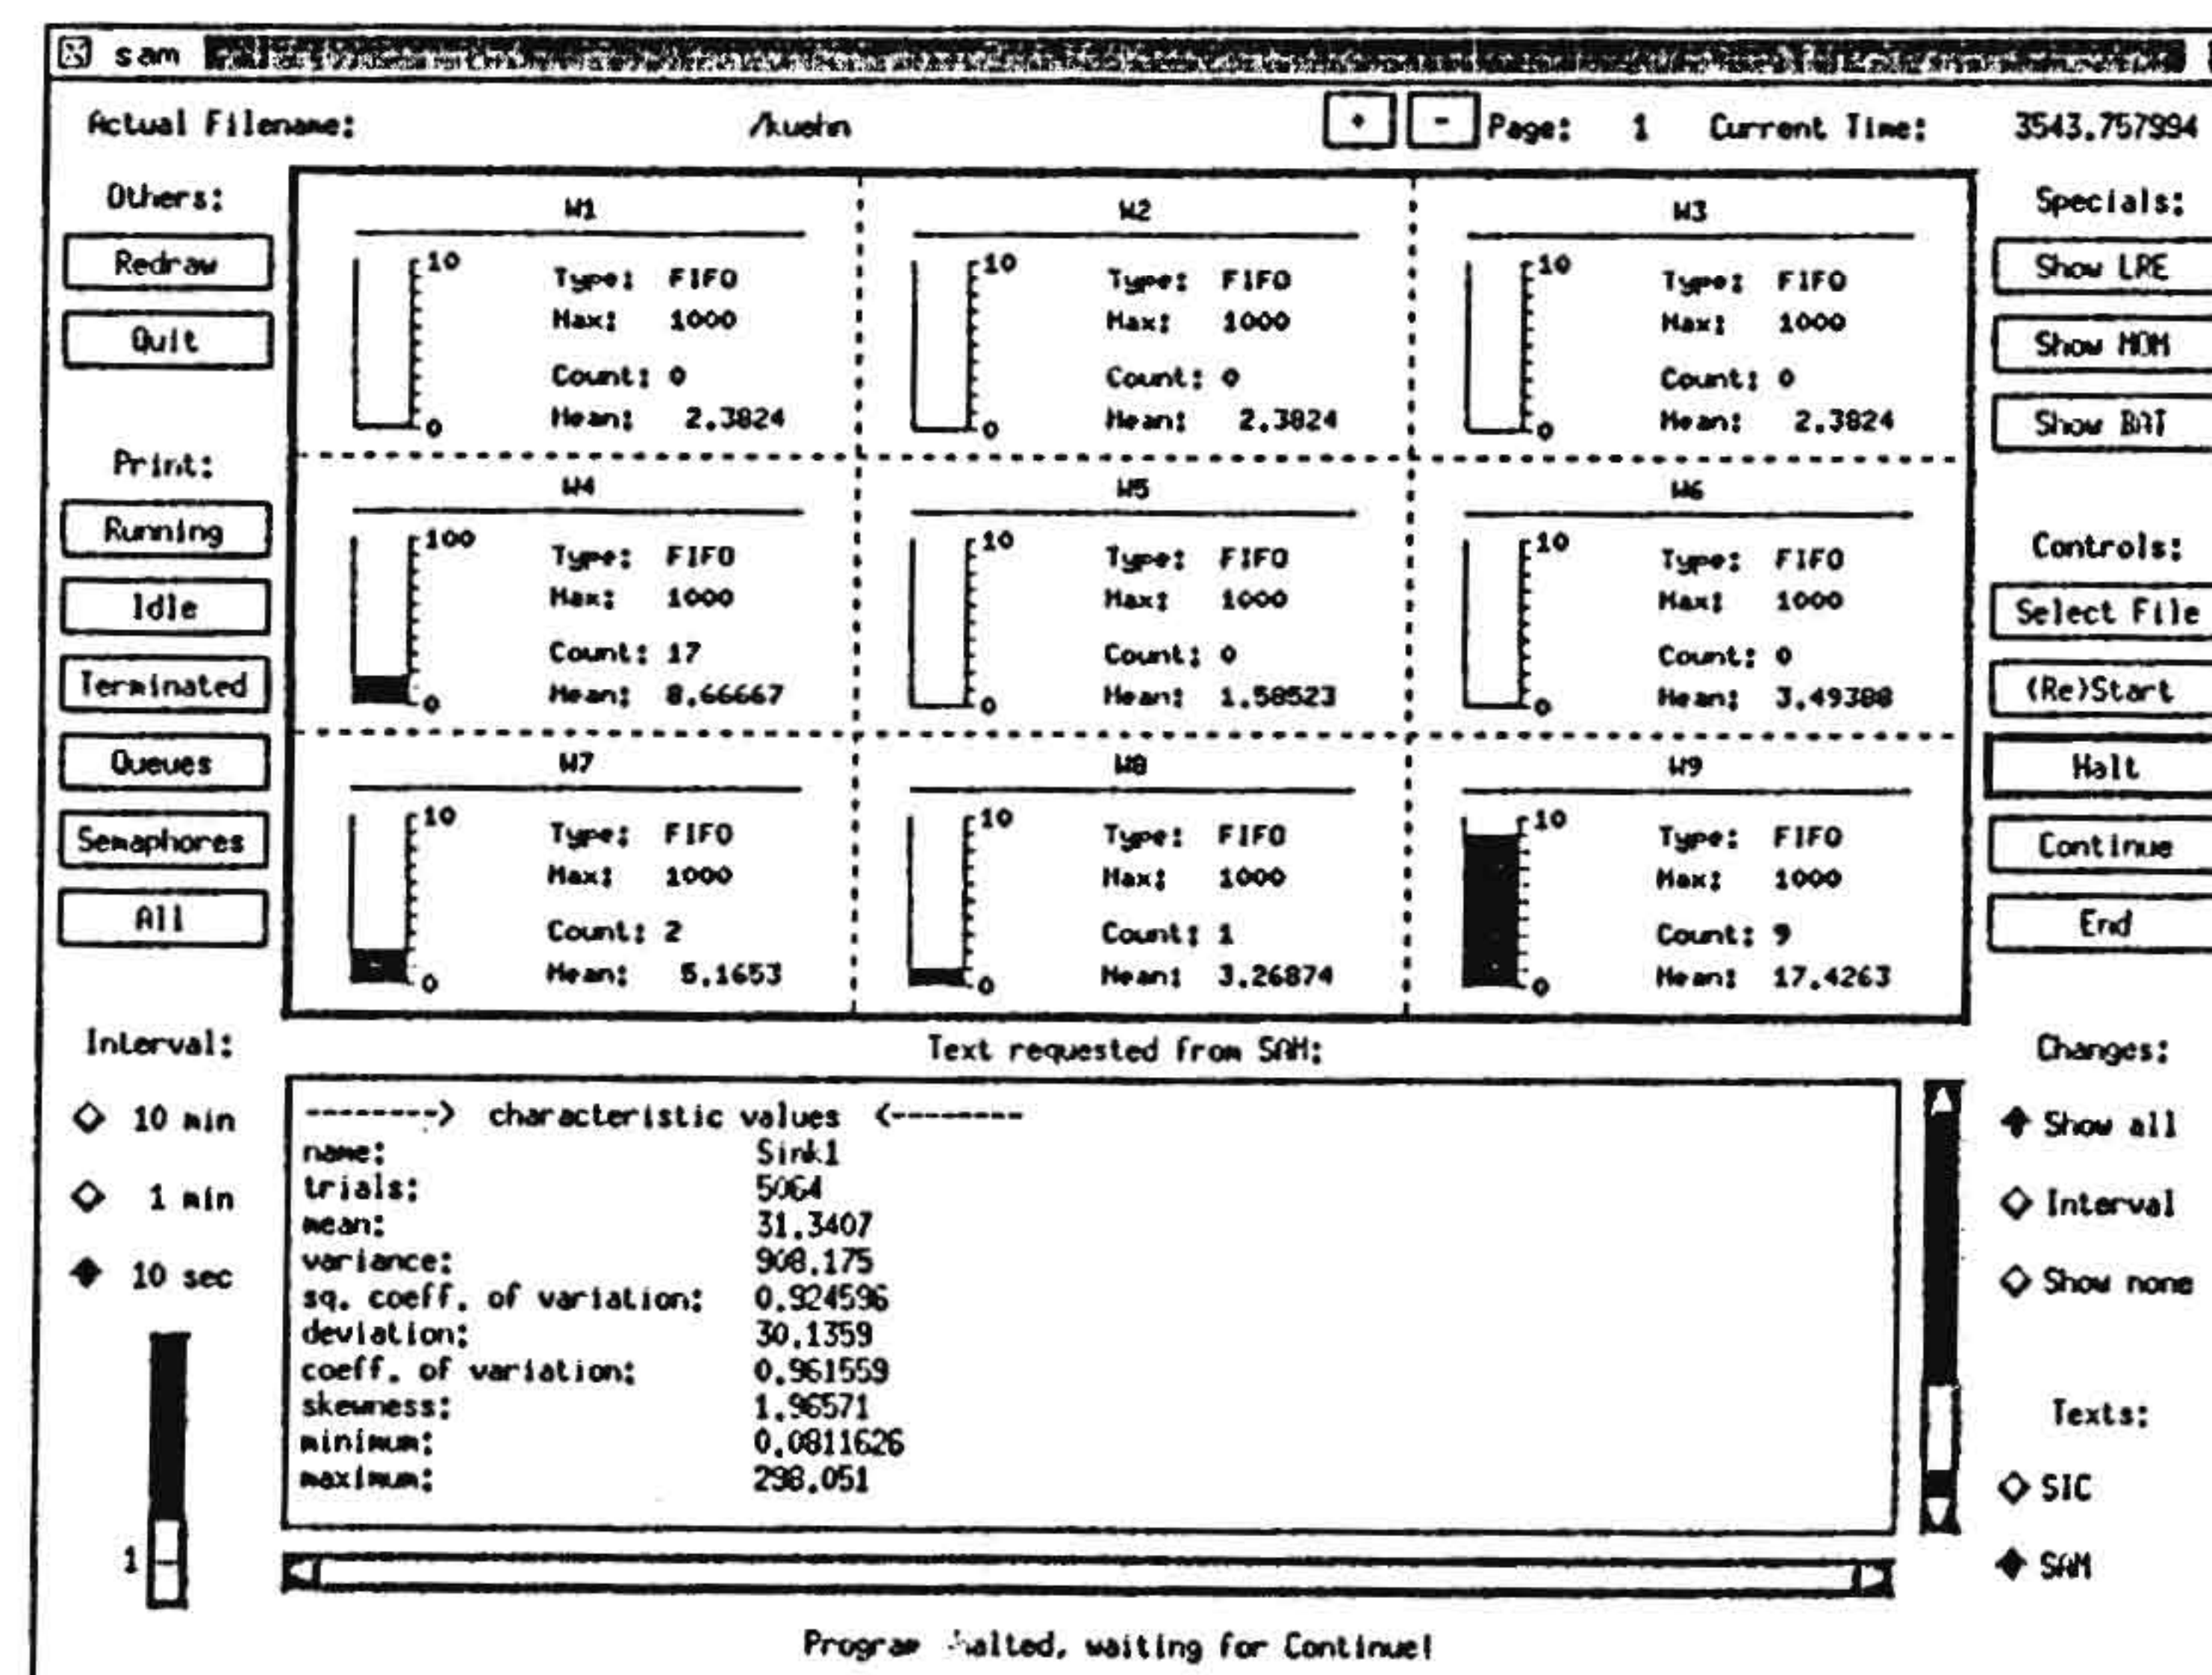 sam
Actual Filename: /kuehn + - Page: 1 Current Time: 3543.757994
Others:
Redraw
Quit
Print:
Running
Idle
Terminated
Queues
Semaphores
All
Interval:
10 min
1 min
10 sec
1
W1
10
0
Type: FIFO
Max: 1000
Count: 0
Mean: 2.3824
W2
10
0
Type: FIFO
Max: 1000
Count: 0
Mean: 2.3824
W3
10
0
Type: FIFO
Max: 1000
Count: 0
Mean: 2.3824
W4
100
0
Type: FIFO
Max: 1000
Count: 17
Mean: 8.66667
W5
10
0
Type: FIFO
Max: 1000
Count: 0
Mean: 1.58523
W6
10
0
Type: FIFO
Max: 1000
Count: 0
Mean: 3.49388
W7
10
0
Type: FIFO
Max: 1000
Count: 2
Mean: 5.1653
W8
10
0
Type: FIFO
Max: 1000
Count: 1
Mean: 3.26874
W9
10
0
Type: FIFO
Max: 1000
Count: 9
Mean: 17.4263
Text requested from SAM:
--------> characteristic values <--------
name: Sink1
trials: 5064
mean: 31.3407
variance: 908.175
sq. coeff. of variation: 0.924596
deviation: 30.1359
coeff. of variation: 0.961559
skewness: 1.96571
minimum: 0.0811626
maximum: 298.051
Specials:
Show LRE
Show MOM
Show BAT
Controls:
Select File
(Re)Start
Halt
Continue
End
Changes:
Show all
Interval
Show none
Texts:
SIC
SAM
Program halted, waiting for Continue!